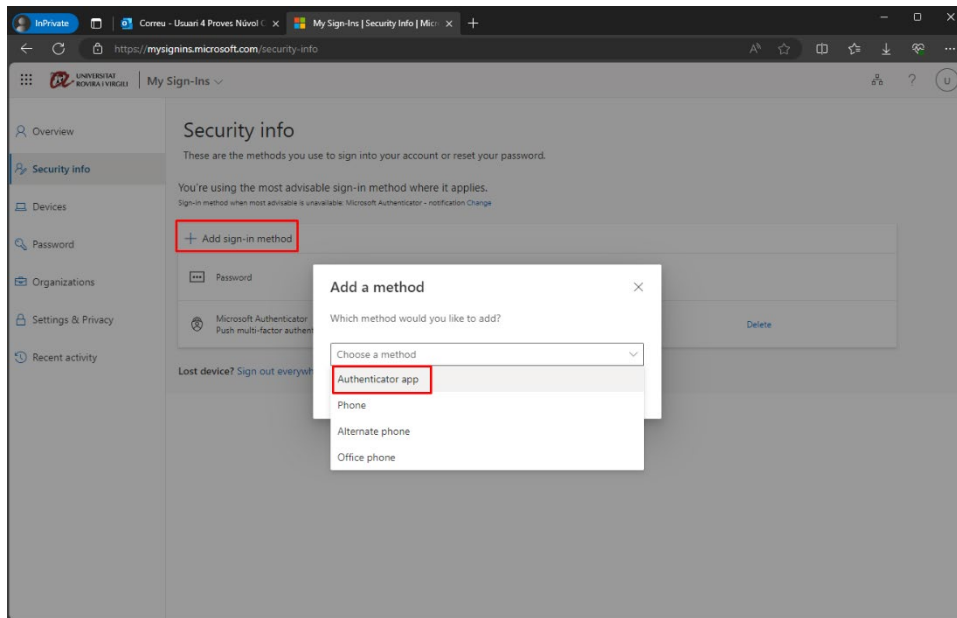 InPrivate
Correu - Usuari 4 Proves Núvol C
My Sign-Ins | Security Info | Micr
https://mysignins.microsoft.com/security-info
UNIVERSITAT
ROVIRA I VIRGILI
My Sign-Ins
?
U
Overview
Security info
Devices
Password
Organizations
Settings & Privacy
Recent activity
Security info
These are the methods you use to sign into your account or reset your password.
You're using the most advisable sign-in method where it applies.
Sign-in method when most advisable is unavailable: Microsoft Authenticator - notification Change
+ Add sign-in method
Password
Microsoft Authenticator
Push multi-factor authent
Delete
Lost device? Sign out everywh
Add a method
Which method would you like to add?
Choose a method
Authenticator app
Phone
Alternate phone
Office phone